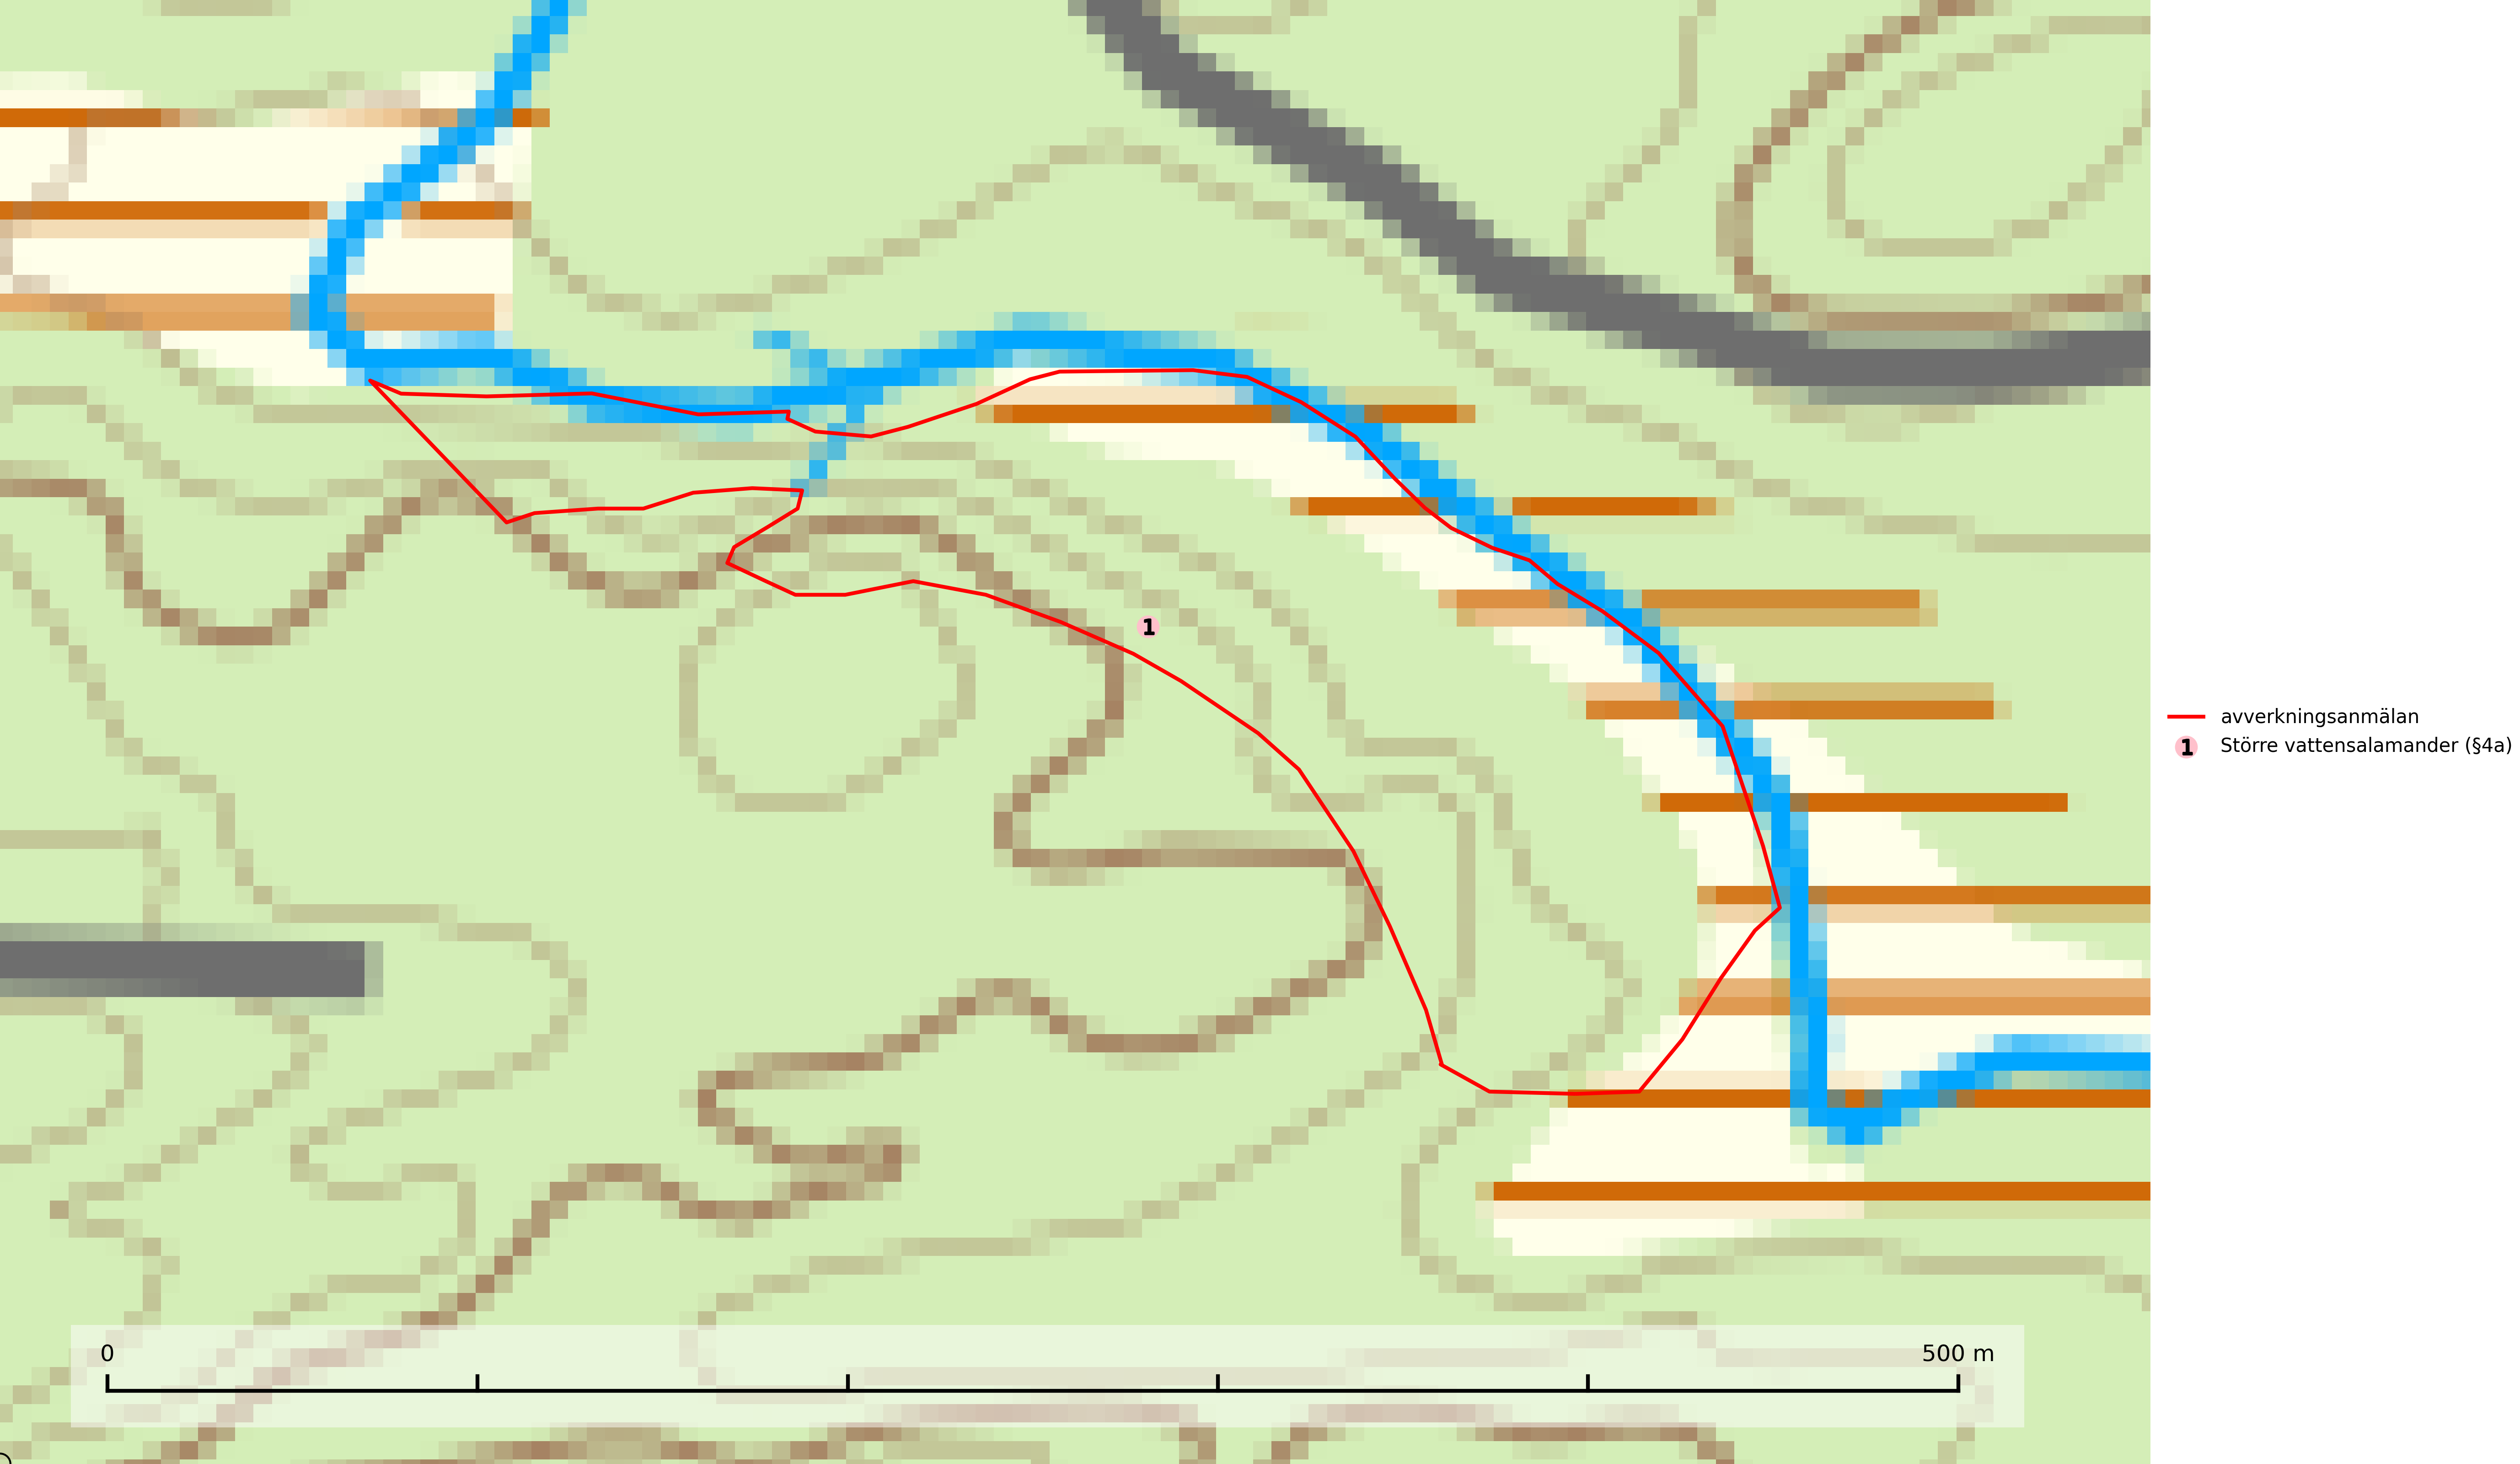 1
avverkningsanmälan
1 Större vattensalamander (§4a)
0 500 m